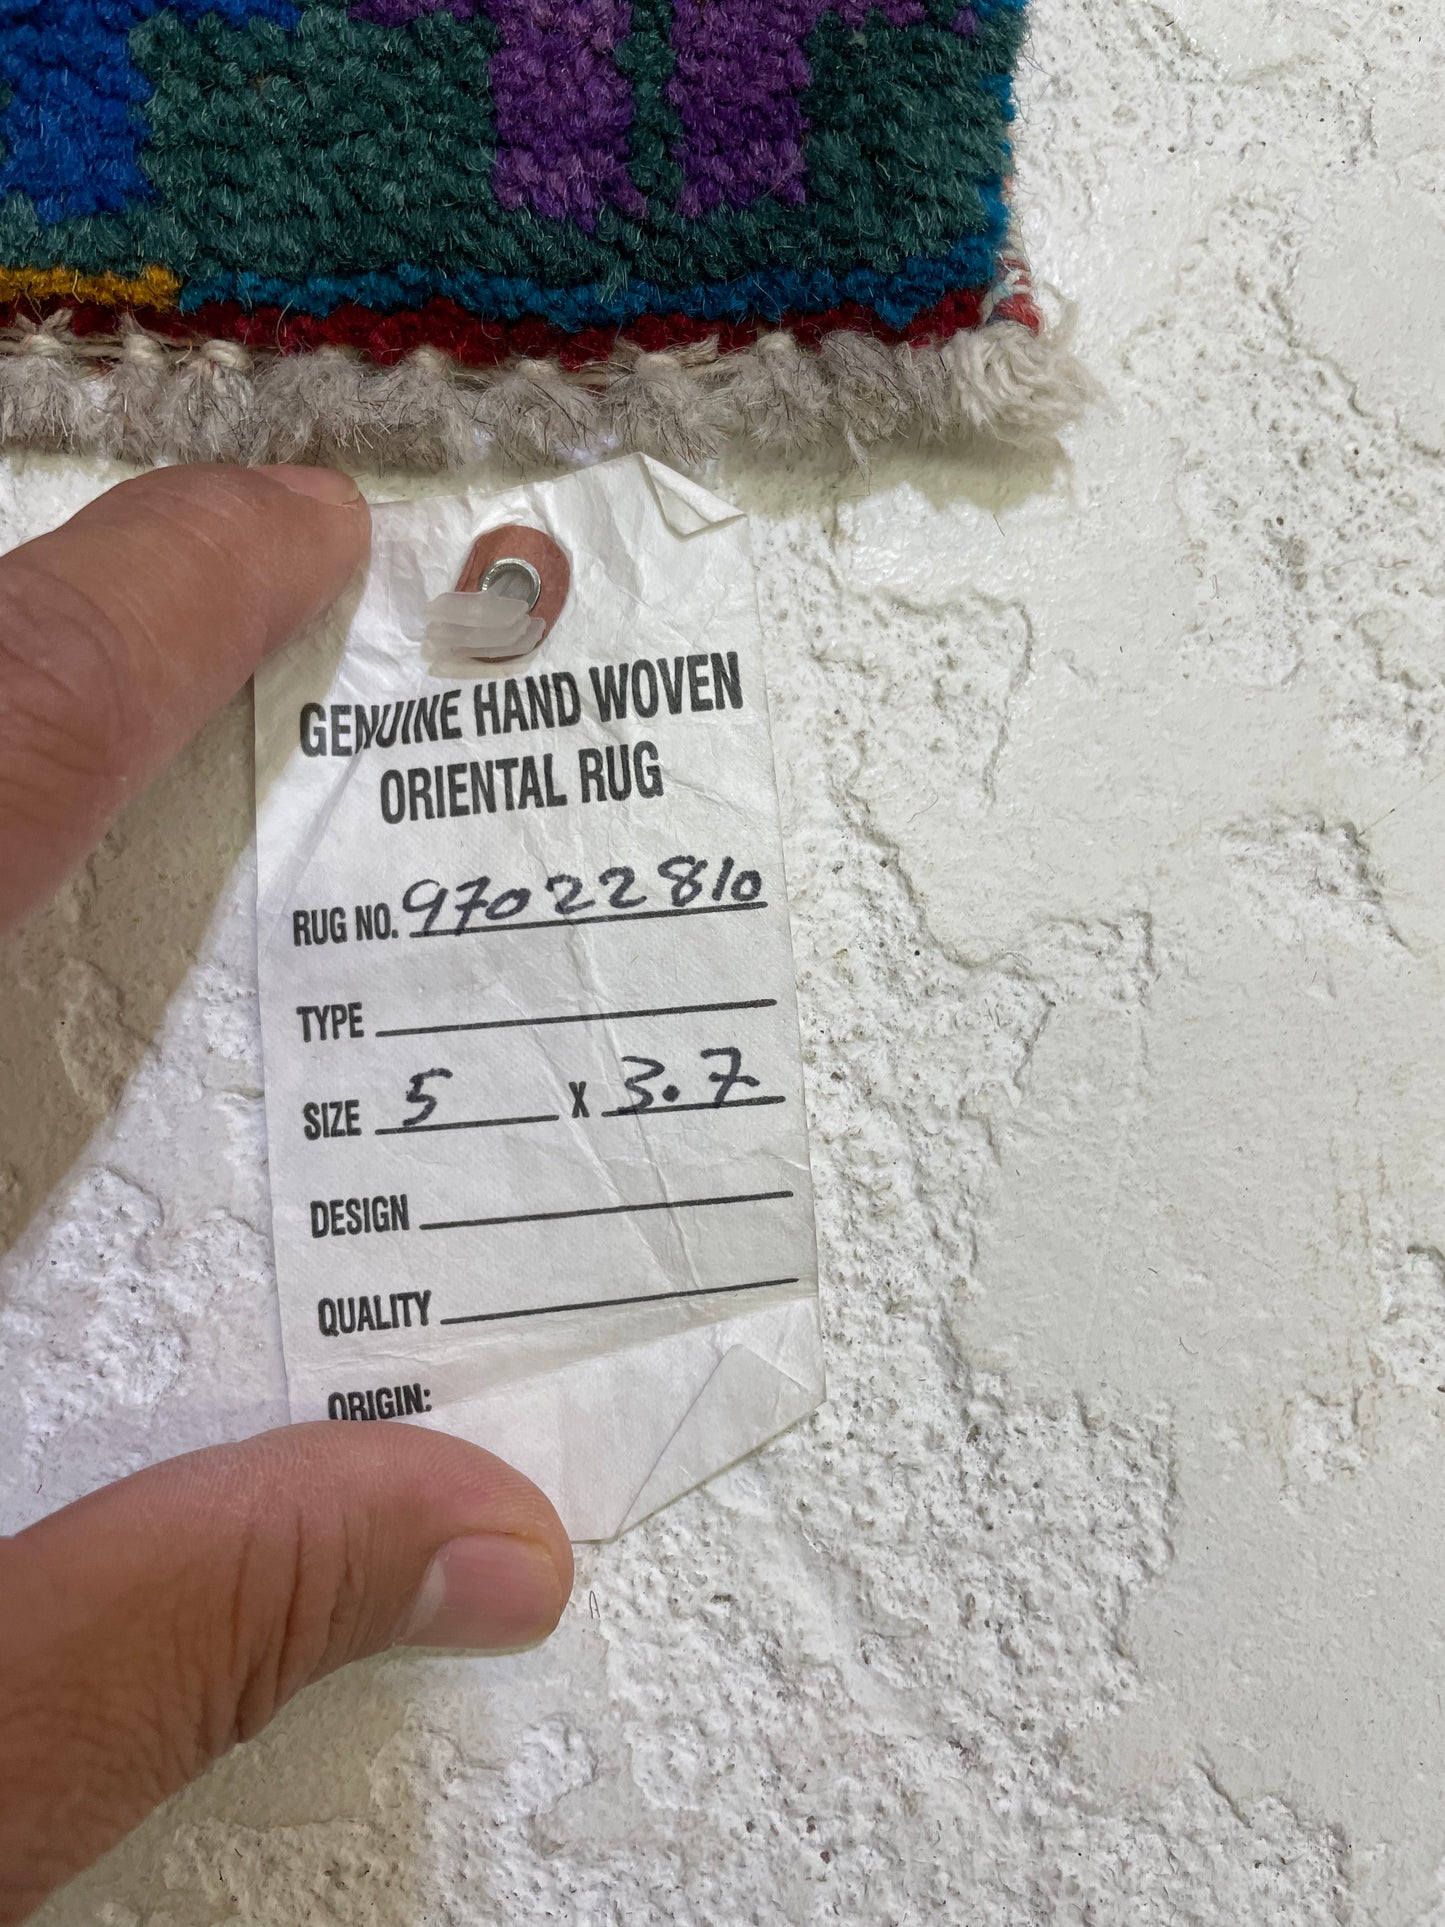 GENUINE HAND WOVEN
ORIENTAL RUG
RUG NO. 97022810
TYPE
SIZE 5 X 3.7
DESIGN
QUALITY
ORIGIN: